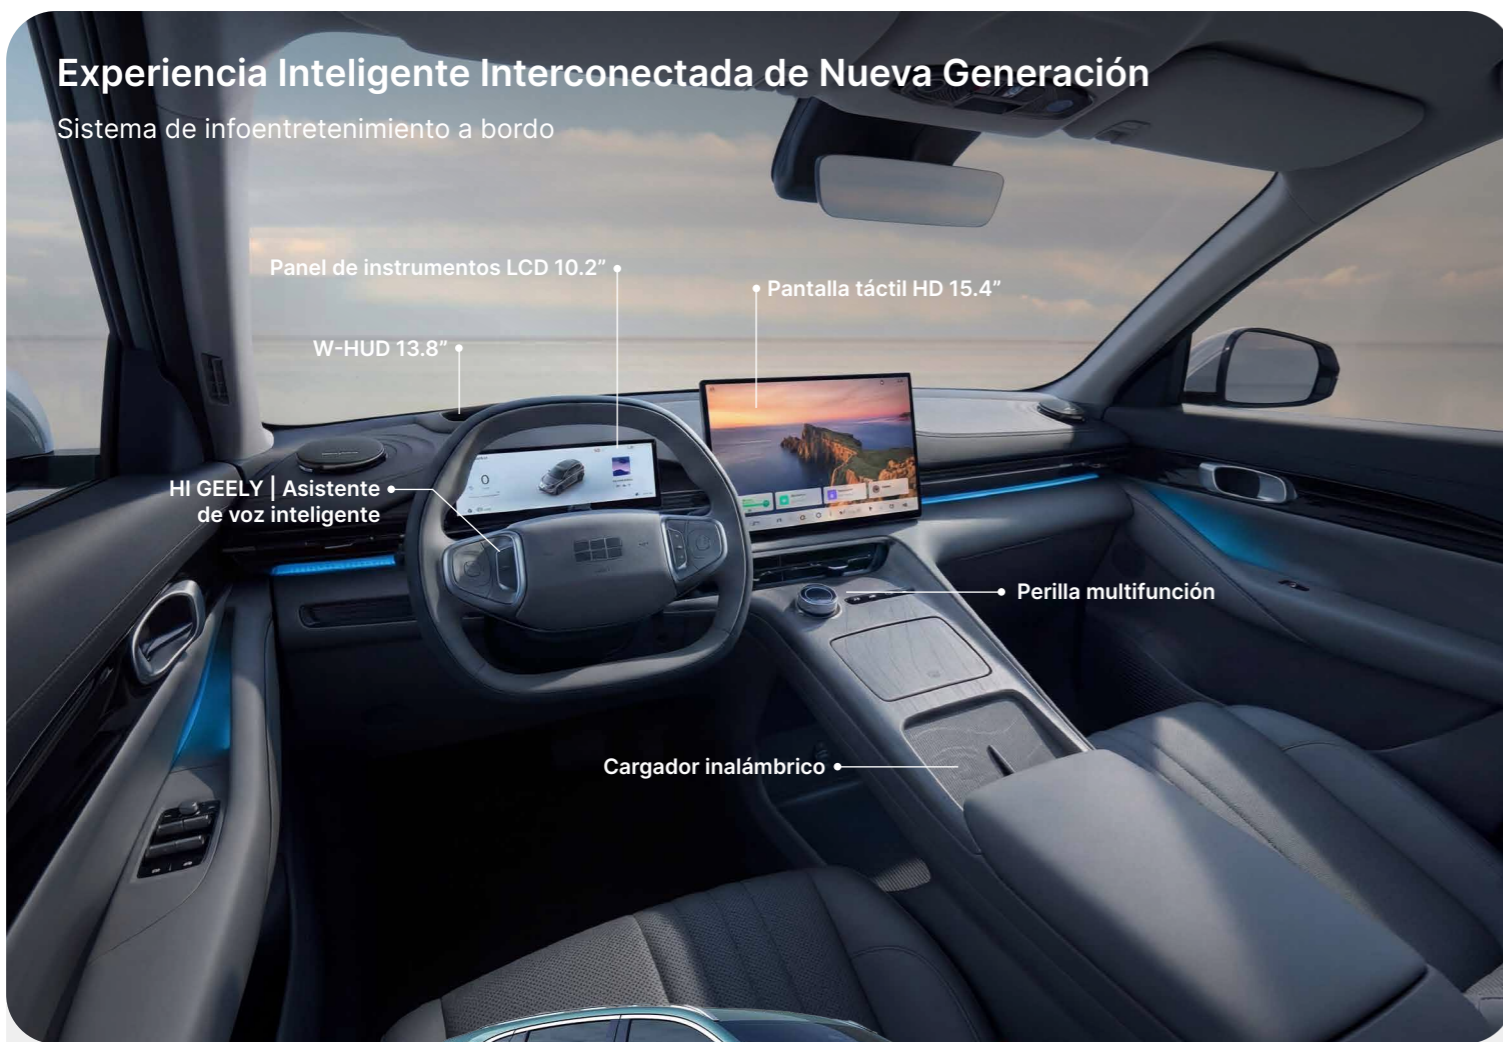 Experiencia Inteligente Interconectada de Nueva Generación
Sistema de infoentretenimiento a bordo
Panel de instrumentos LCD 10.2”
Pantalla táctil HD 15.4”
W-HUD 13.8”
HI GEELY | Asistente
de voz inteligente
0
Perilla multifunción
Cargador inalámbrico